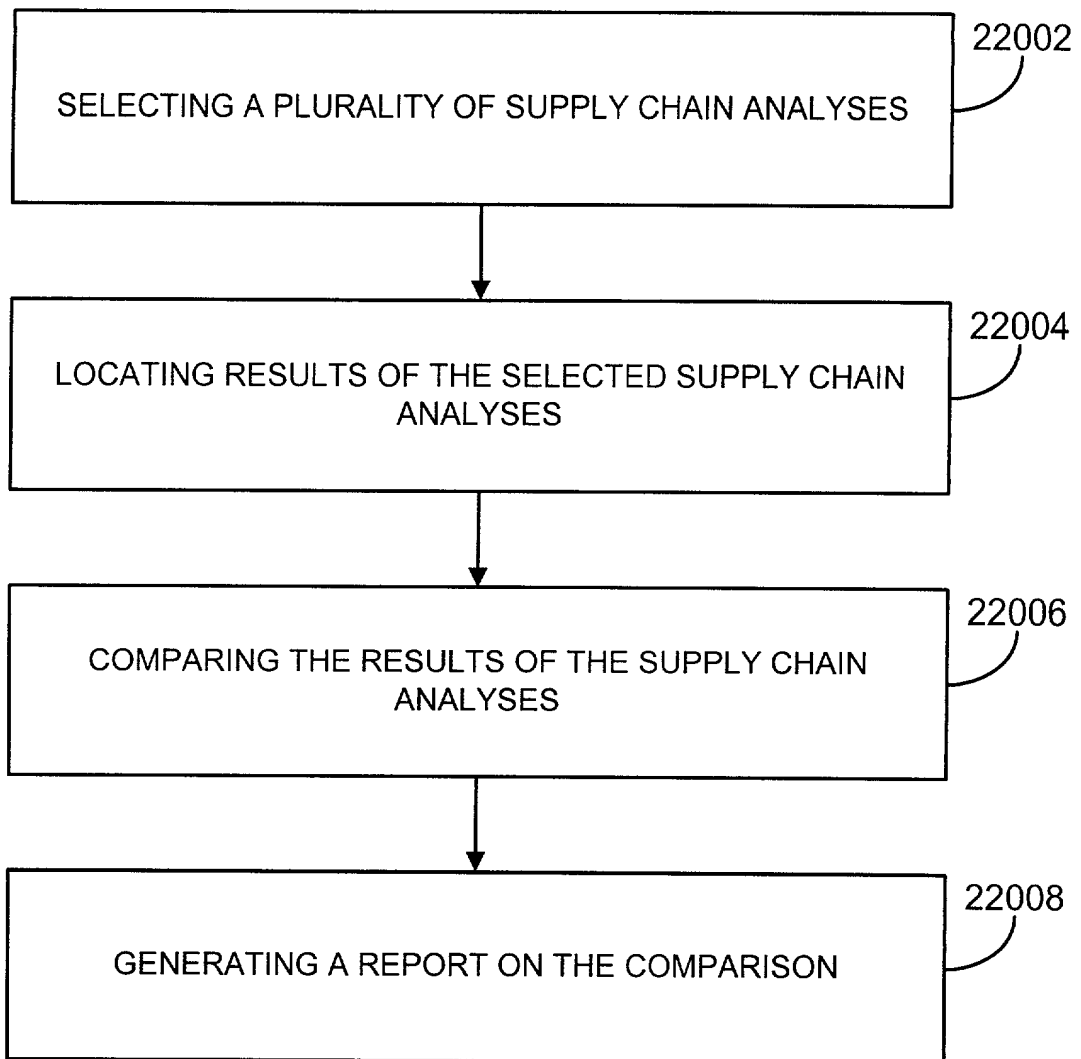 22002
SELECTING A PLURALITY OF SUPPLY CHAIN ANALYSES
22004
LOCATING RESULTS OF THE SELECTED SUPPLY CHAIN
ANALYSES
22006
COMPARING THE RESULTS OF THE SUPPLY CHAIN
ANALYSES
22008
GENERATING A REPORT ON THE COMPARISON